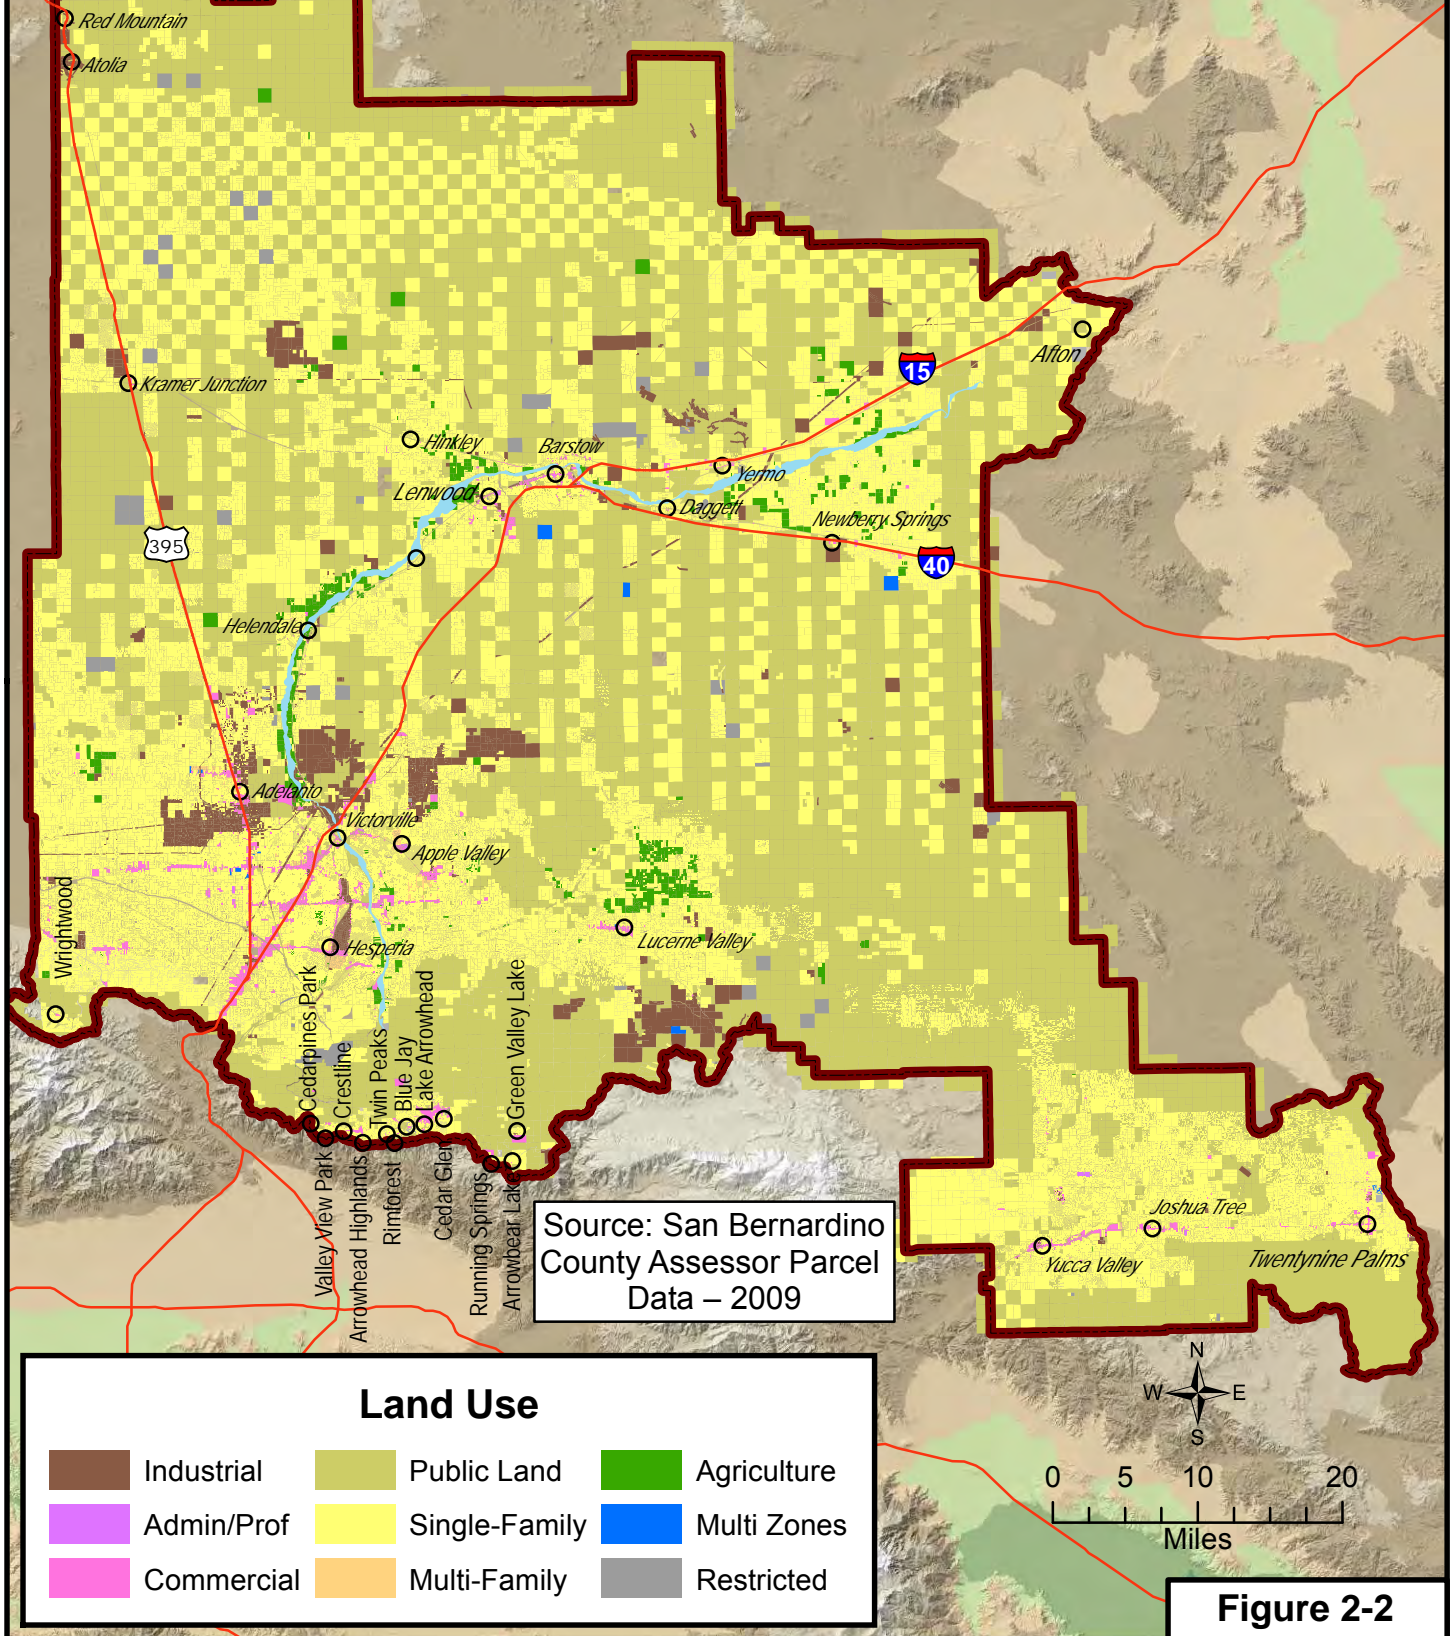 Red Mountain
Atolia
15
Afton
Kramer Junction
Hinkley
Barstow
Yermo
Lenwood
Daggett
Newberry Springs
395
40
Helendale
Adelanto
Victorville
Apple Valley
Wrightwood
Lucerne Valley
Hesperia
Cedarpines Park
Crestline
Twin Peaks
Blue Jay
Lake Arrowhead
Green Valley Lake
Valley View Park
Arrowhead Highlands
Rimforest
Cedar Glen
Running Springs
Arrowbear Lake
Joshua Tree
Yucca Valley
Twentynine Palms
Source: San Bernardino
County Assessor Parcel
Data – 2009
N
W E
S
Land Use
Industrial Public Land Agriculture
Admin/Prof Single-Family Multi Zones
Commercial Multi-Family Restricted
0 5 10 20
Miles
Figure 2-2